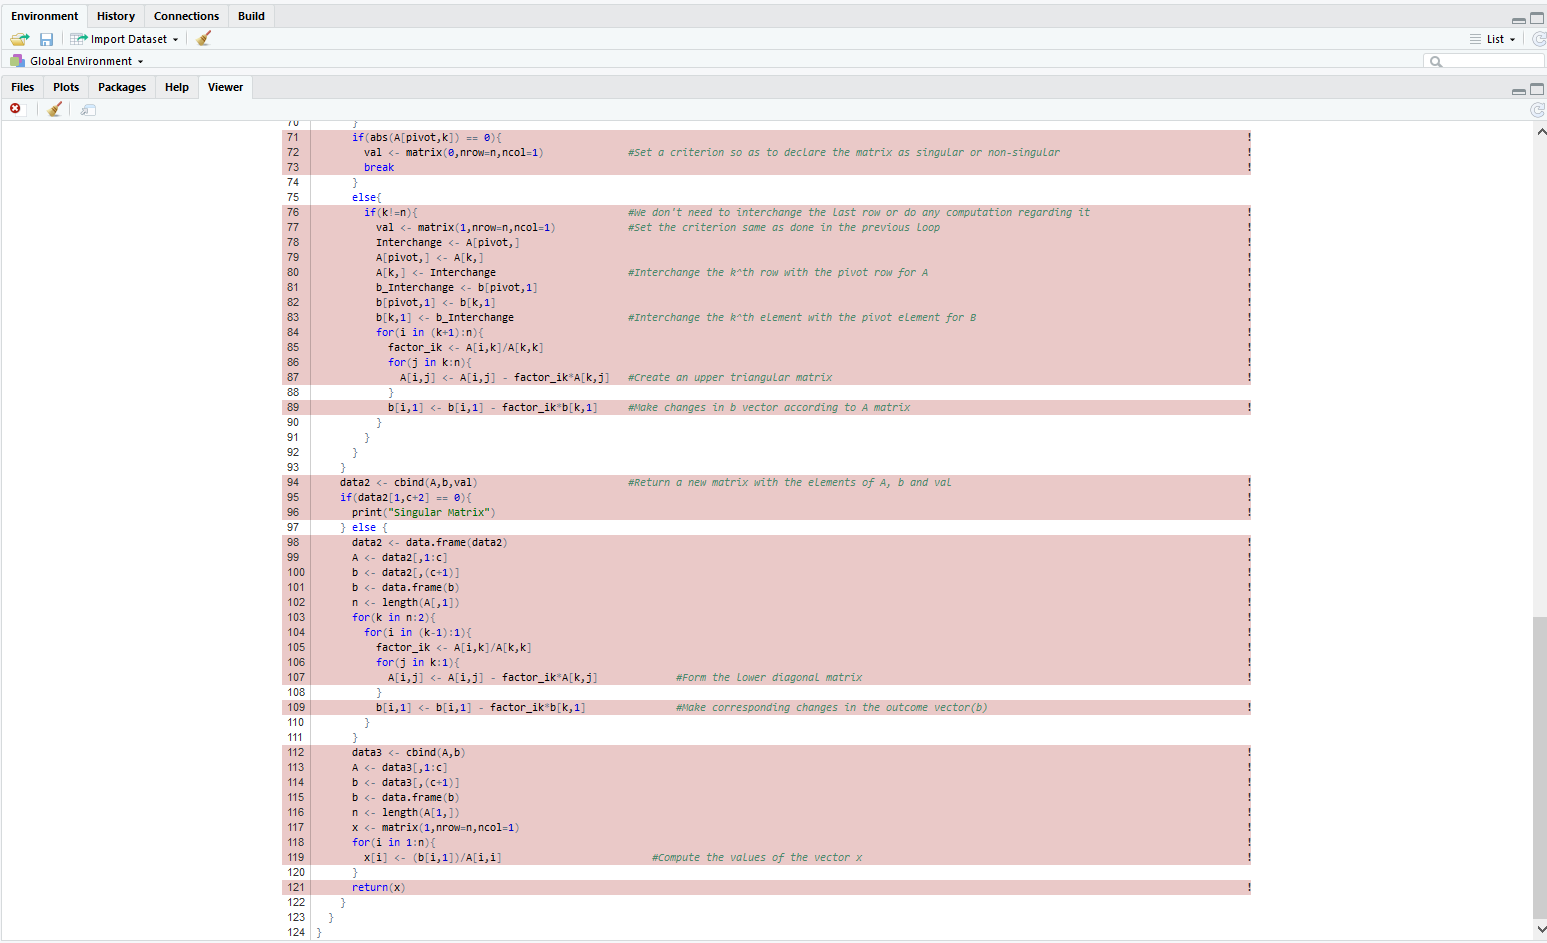 Environment History Connections Build
Import Dataset List
Global Environment
Files Plots Packages Help Viewer
70 }
71 if(abs(A[pivot,k]) == 0){ !
72 val <- matrix(0,nrow=n,ncol=1) #Set a criterion so as to declare the matrix as singular or non-singular !
73 break !
74 }
75 else{
76 if(k!=n){ #We don't need to interchange the last row or do any computation regarding it !
77 val <- matrix(1,nrow=n,ncol=1) #Set the criterion same as done in the previous loop !
78 Interchange <- A[pivot,] !
79 A[pivot,] <- A[k,] !
80 A[k,] <- Interchange #Interchange the k^th row with the pivot row for A !
81 b_Interchange <- b[pivot,1] !
82 b[pivot,1] <- b[k,1] !
83 b[k,1] <- b_Interchange #Interchange the k^th element with the pivot element for B !
84 for(i in (k+1):n){ !
85 factor_ik <- A[i,k]/A[k,k] !
86 for(j in k:n){ !
87 A[i,j] <- A[i,j] - factor_ik*A[k,j] #Create an upper triangular matrix !
88 }
89 b[i,1] <- b[i,1] - factor_ik*b[k,1] #Make changes in b vector according to A matrix !
90 }
91 }
92 }
93 }
94 data2 <- cbind(A,b,val) #Return a new matrix with the elements of A, b and val !
95 if(data2[1,c+2] == 0){ !
96 print("Singular Matrix") !
97 } else {
98 data2 <- data.frame(data2) !
99 A <- data2[,1:c] !
100 b <- data2[,(c+1)] !
101 b <- data.frame(b) !
102 n <- length(A[,1]) !
103 for(k in n:2){ !
104 for(i in (k-1):1){ !
105 factor_ik <- A[i,k]/A[k,k] !
106 for(j in k:1){ !
107 A[i,j] <- A[i,j] - factor_ik*A[k,j] #Form the lower diagonal matrix !
108 }
109 b[i,1] <- b[i,1] - factor_ik*b[k,1] #Make corresponding changes in the outcome vector(b) !
110 }
111 }
112 data3 <- cbind(A,b) !
113 A <- data3[,1:c] !
114 b <- data3[,(c+1)] !
115 b <- data.frame(b) !
116 n <- length(A[1,]) !
117 x <- matrix(1,nrow=n,ncol=1) !
118 for(i in 1:n){ !
119 x[i] <- (b[i,1])/A[i,i] #Compute the values of the vector x !
120 }
121 return(x) !
122 }
123 }
124 }